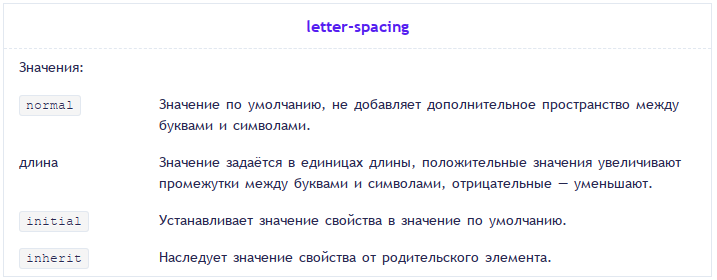 letter-spacing
Значения:
normal Значение по умолчанию, не добавляет дополнительное пространство между
буквами и символами.
длина Значение задаётся в единицах длины, положительные значения увеличивают
промежутки между буквами и символами, отрицательные — уменьшают.
initial Устанавливает значение свойства в значение по умолчанию.
inherit Наследует значение свойства от родительского элемента.